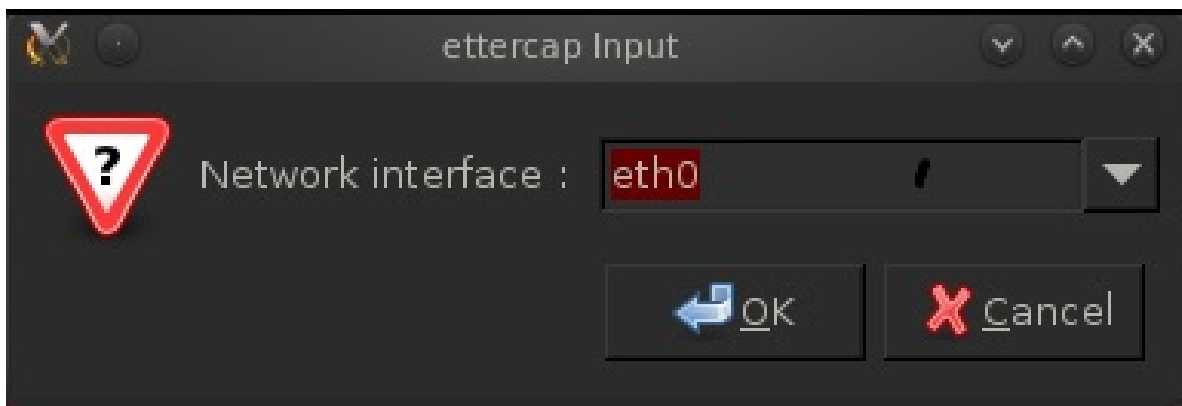 ettercap Input
?
Network interface :
eth0
OK
Cancel